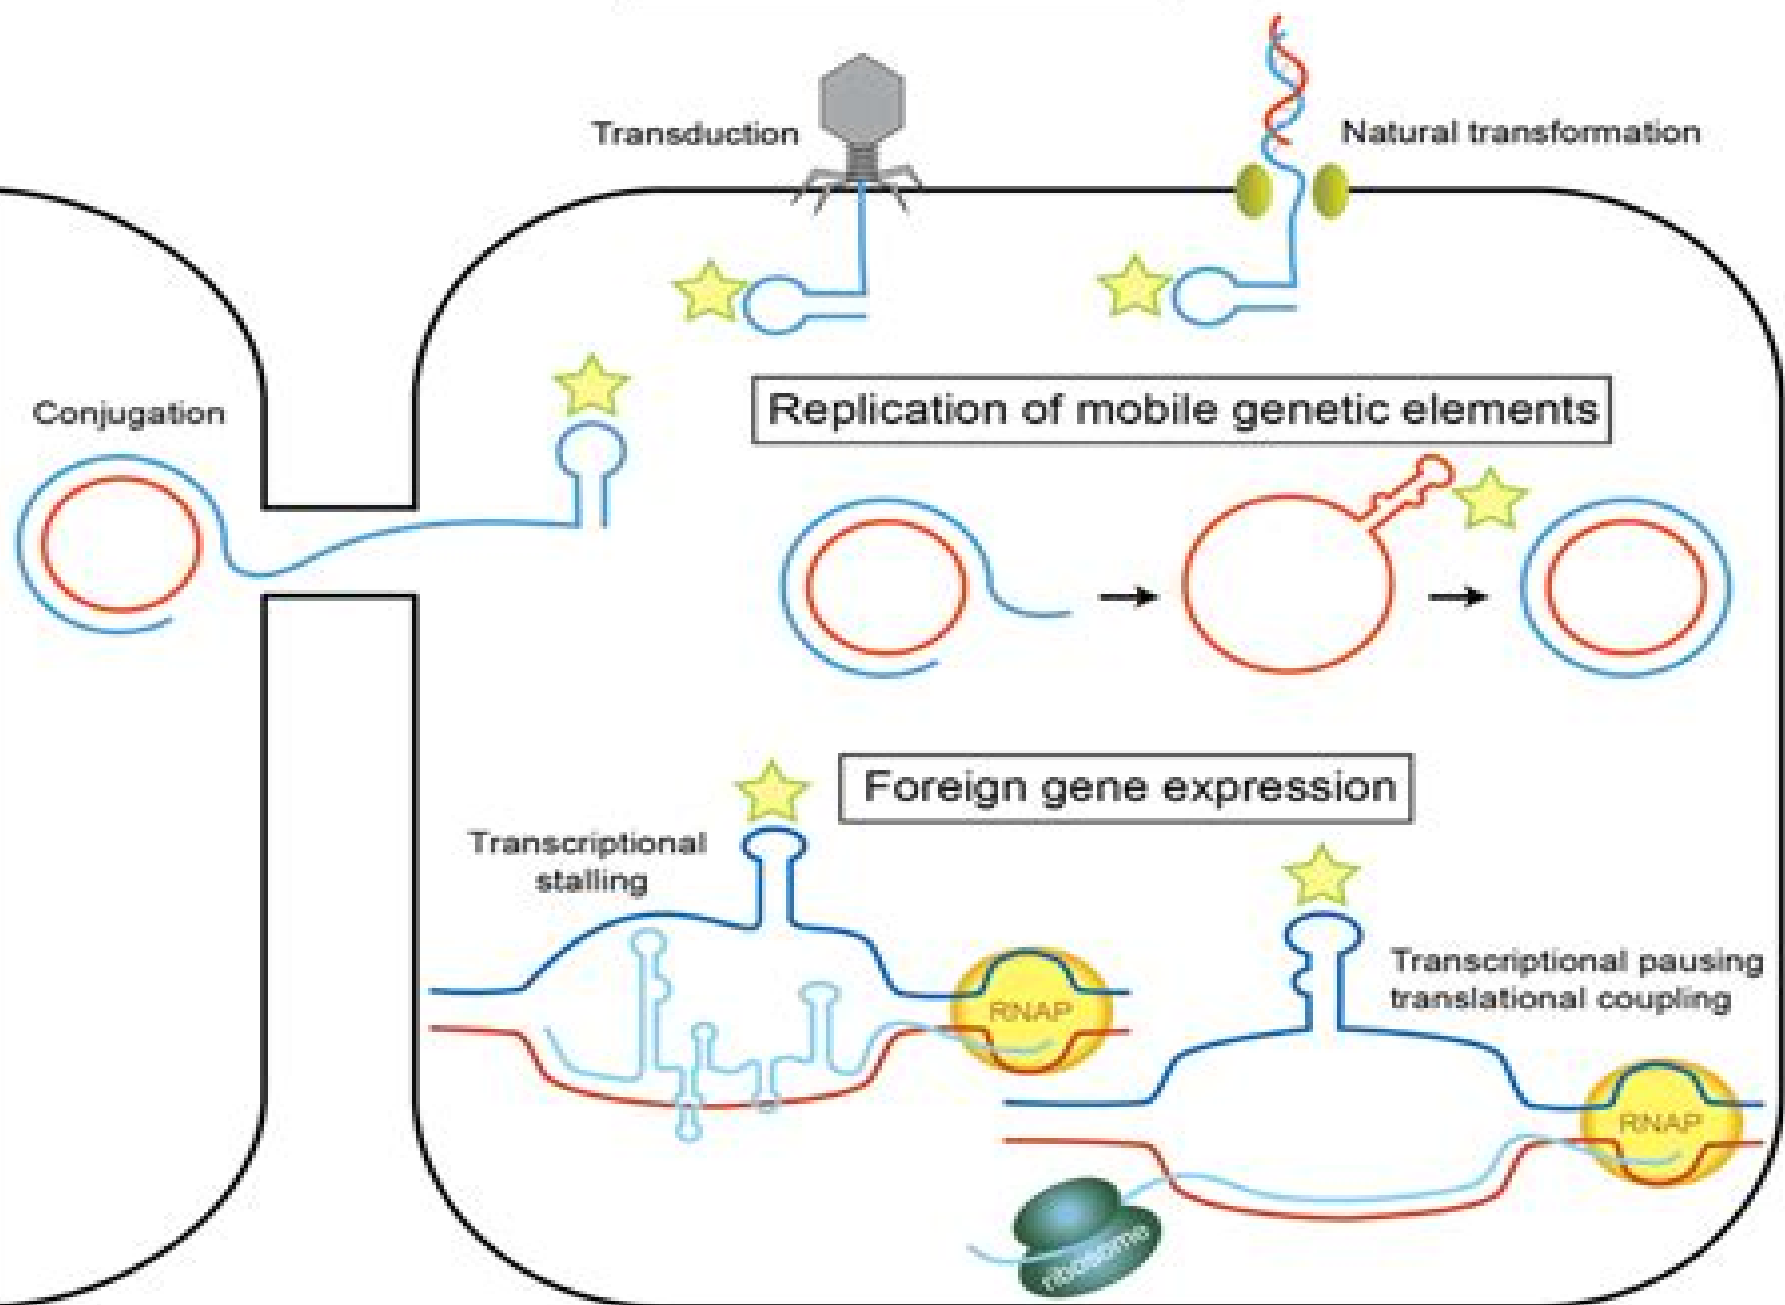 Transduction
Natural transformation
Conjugation
Replication of mobile genetic elements
Foreign gene expression
Transcriptional
stalling
RNAP
Transcriptional pausing
translational coupling
RNAP
ribosome